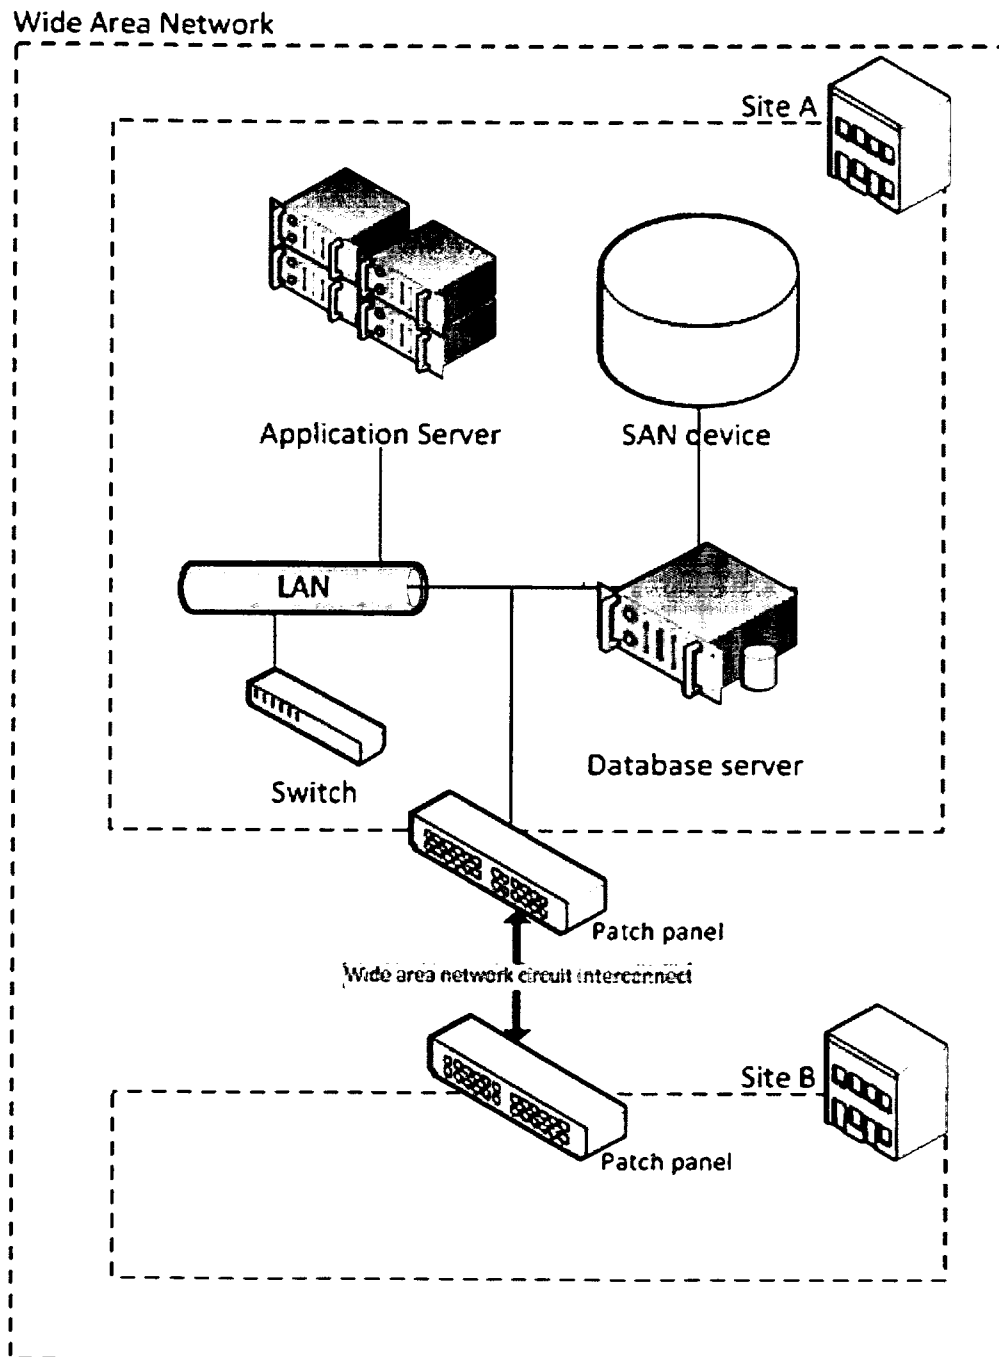 Wide Area Network
Site A
Application Server
SAN device
LAN
Switch
Database server
Patch panel
Wide area network circuit interconnect
Site B
Patch panel